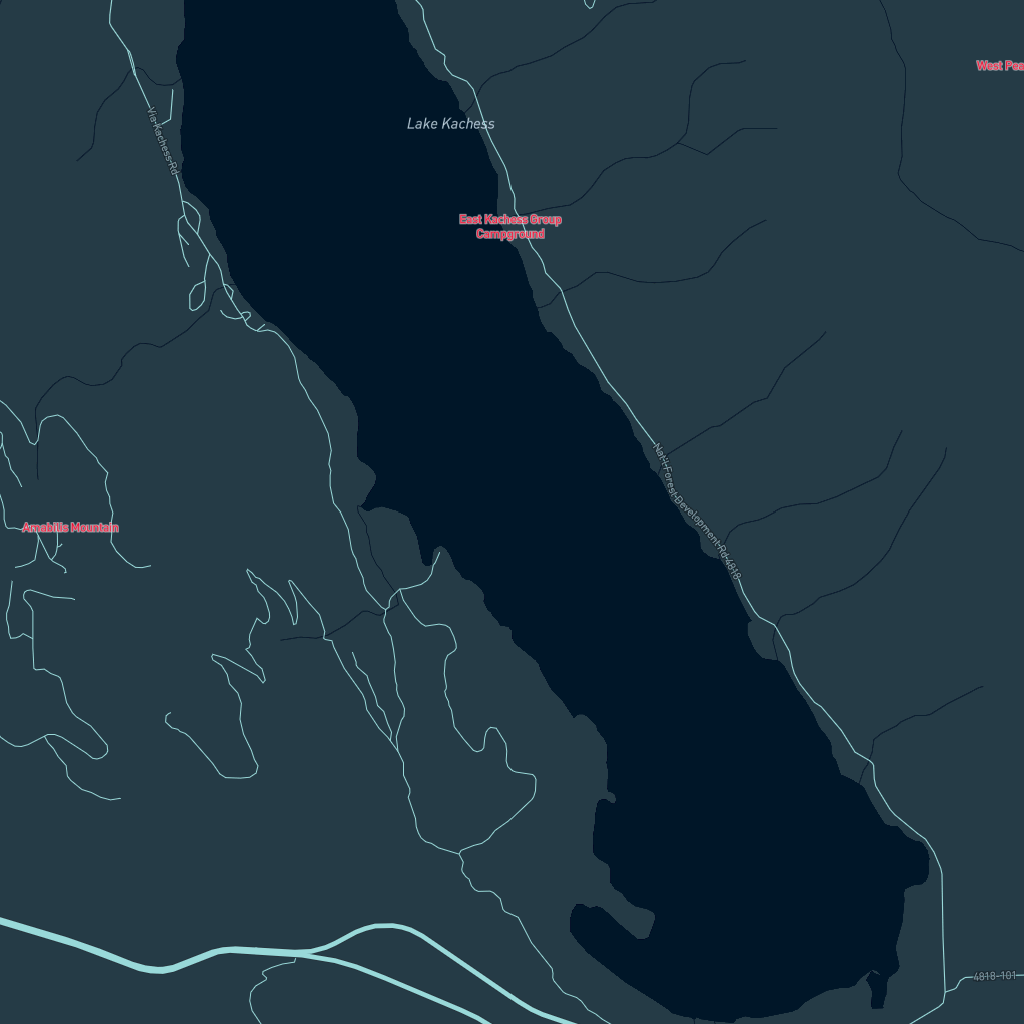 West Pea
Via Kachess Rd
Lake Kachess
East Kachess Group
Campground
Nat'l Forest Development Rd 4818
Amabilis Mountain
4818-101